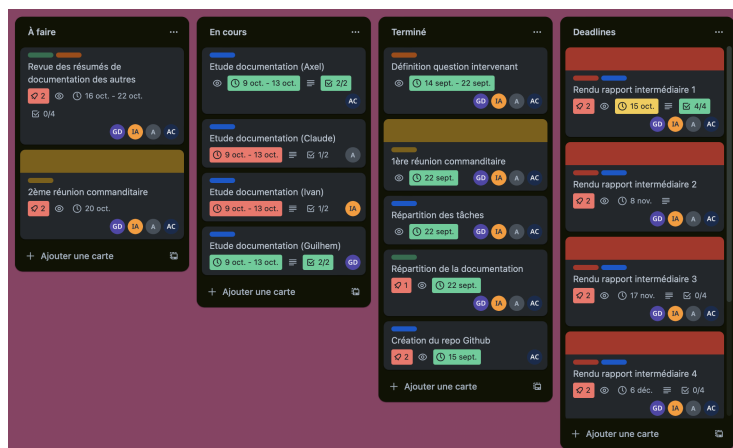 À faire
Revue des résumés de
documentation des autres
2
16 oct. - 22 oct.
0/4
GD IA A AC
2ème réunion commanditaire
2
20 oct.
GD IA A AC
+ Ajouter une carte
En cours
Etude documentation (Axel)
9 oct. - 13 oct.
2/2
AC
Etude documentation (Claude)
9 oct. - 13 oct.
1/2
A
Etude documentation (Ivan)
9 oct. - 13 oct.
1/2
IA
Etude documentation (Guilhem)
9 oct. - 13 oct.
2/2
GD
+ Ajouter une carte
Terminé
Définition question intervenant
14 sept. - 22 sept.
GD IA A AC
1ère réunion commanditaire
22 sept.
GD IA A AC
Répartition des tâches
22 sept.
GD IA A AC
Répartition de la documentation
1
22 sept.
GD IA A AC
Création du repo Github
2
15 sept.
AC
+ Ajouter une carte
Deadlines
Rendu rapport intermédiaire 1
2
15 oct.
4/4
GD IA A AC
Rendu rapport intermédiaire 2
2
8 nov.
GD IA A AC
Rendu rapport intermédiaire 3
2
17 nov.
0/4
GD IA A AC
Rendu rapport intermédiaire 4
2
6 déc.
0/4
GD IA A AC
+ Ajouter une carte